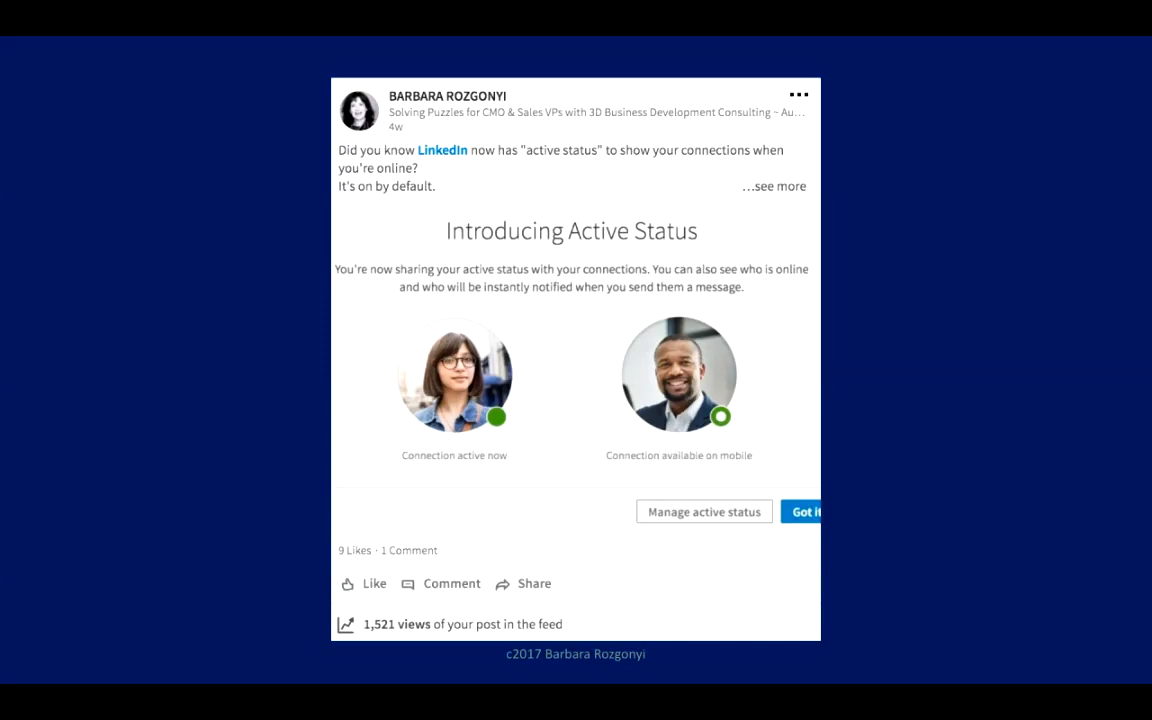 BARBARA ROZGONYI
Solving Puzzles for CMO & Sales VPs with 3D Business Development Consulting ~ Au...
4w
Did you know LinkedIn now has "active status" to show your connections when
you're online?
It's on by default.
...see more
Introducing Active Status
You're now sharing your active status with your connections. You can also see who is online
and who will be instantly notified when you send them a message.
Connection active now
Connection available on mobile
Manage active status
Got it
9 Likes · 1 Comment
Like
Comment
Share
1,521 views of your post in the feed
c2017 Barbara Rozgonyi